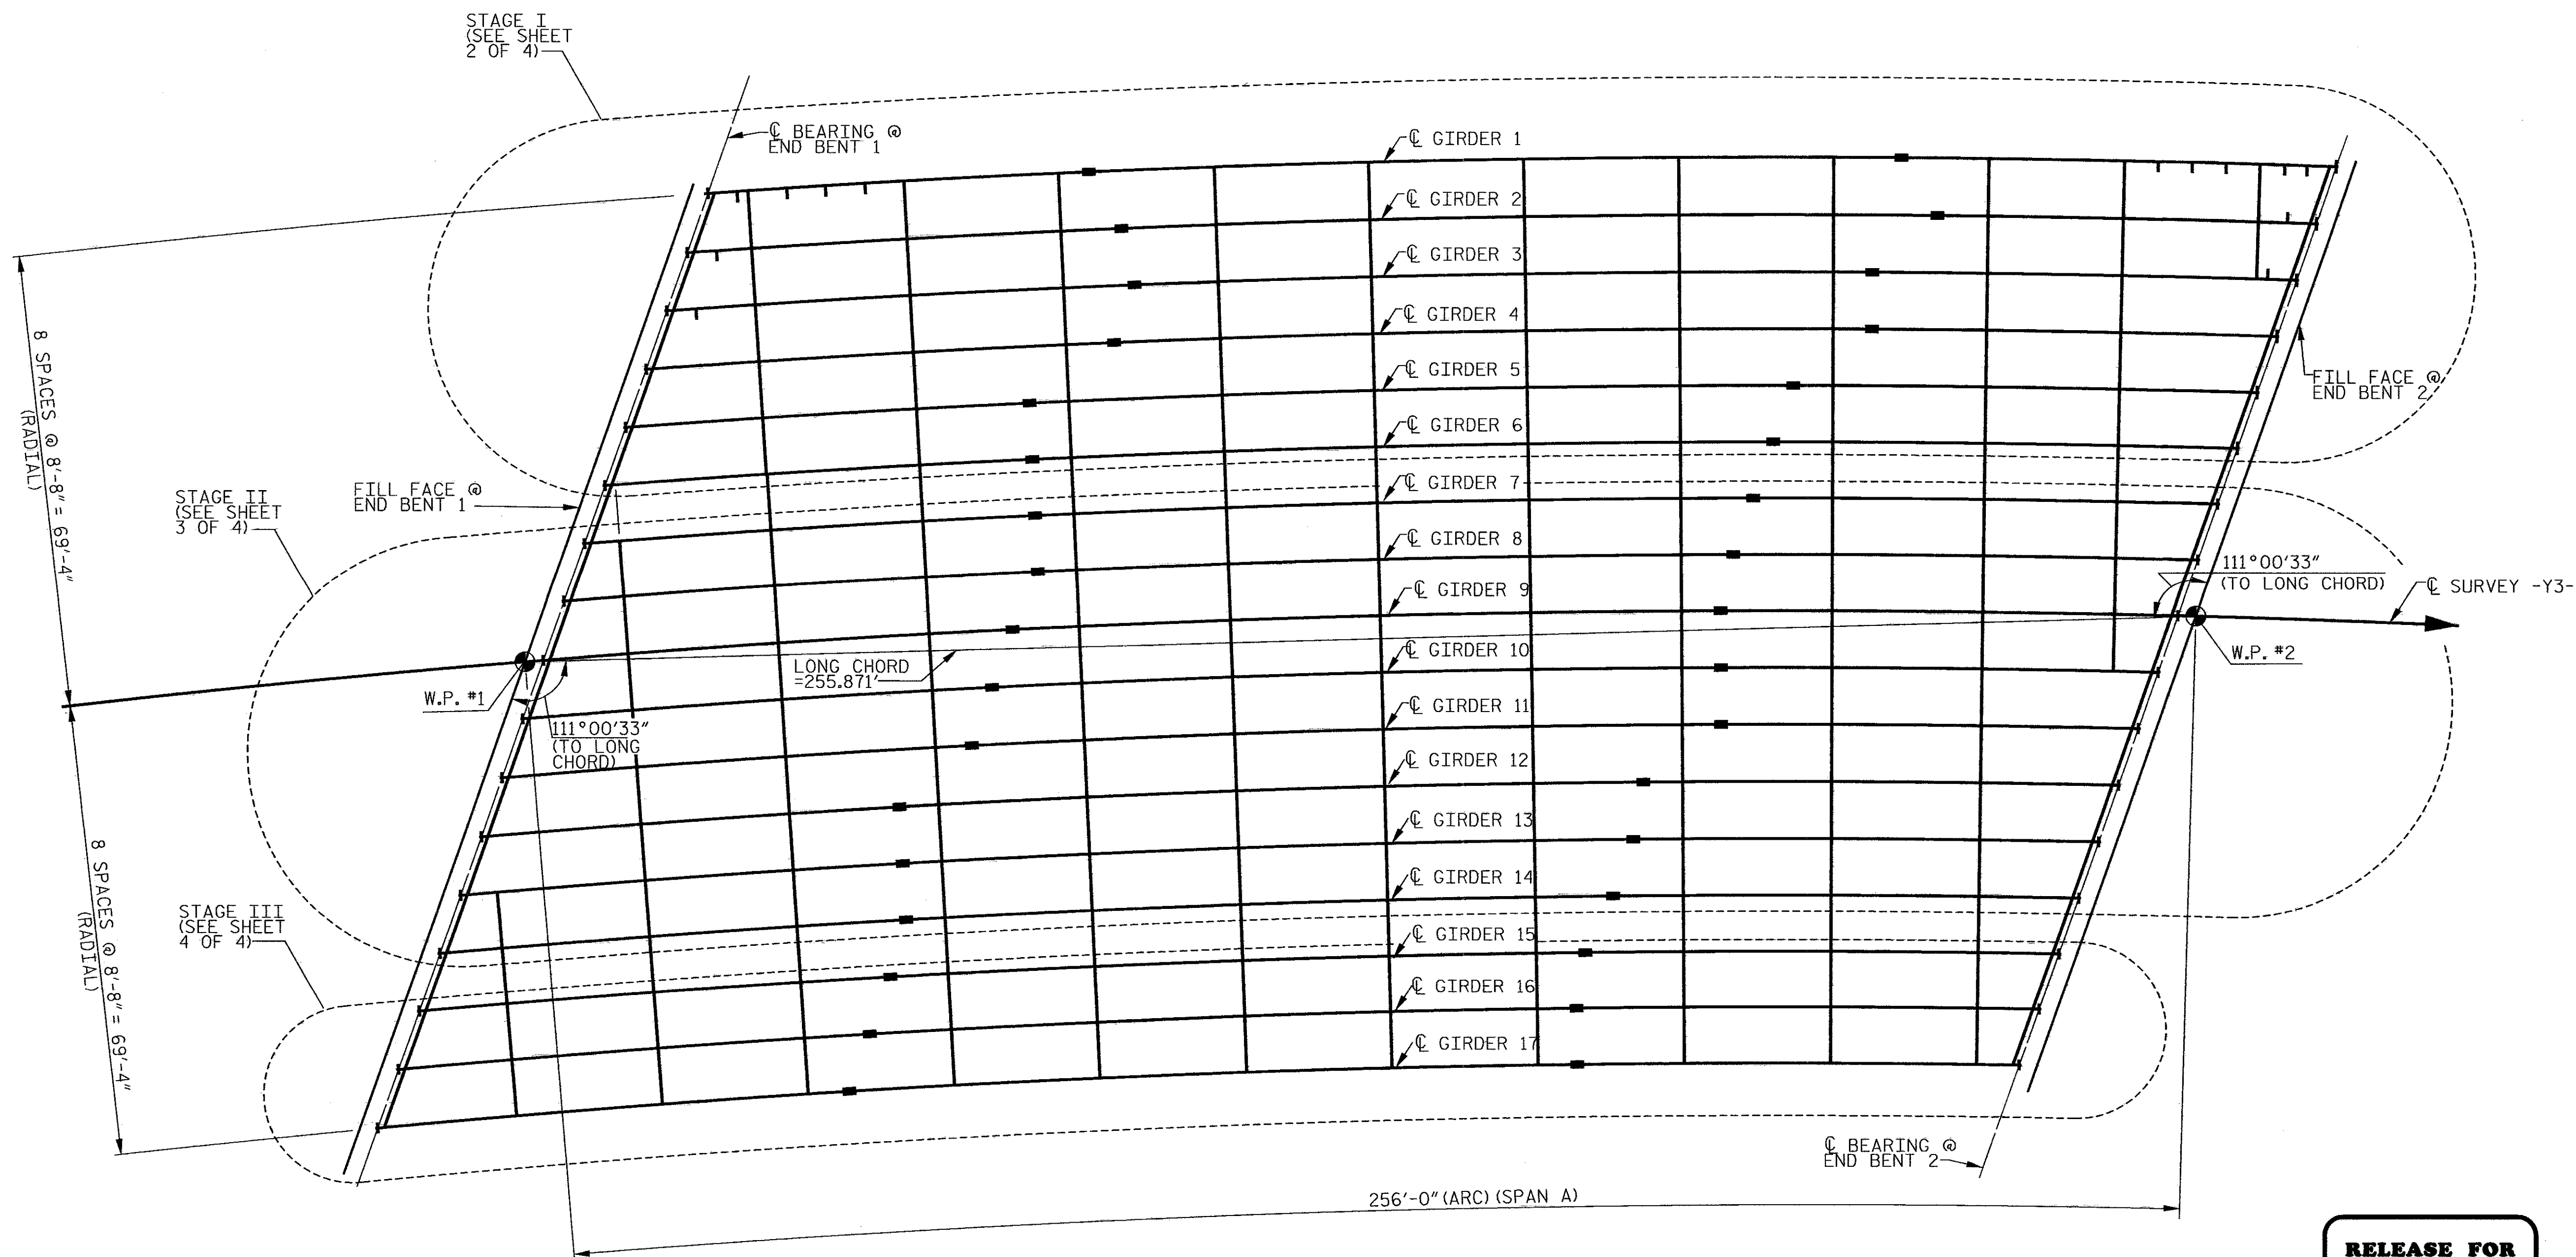 STAGE I
(SEE SHEET
2 OF 4)
℄ BEARING @
END BENT 1
℄ GIRDER 1
℄ GIRDER 2
℄ GIRDER 3
℄ GIRDER 4
℄ GIRDER 5
℄ GIRDER 6
℄ GIRDER 7
℄ GIRDER 8
℄ GIRDER 9
℄ GIRDER 10
℄ GIRDER 11
℄ GIRDER 12
℄ GIRDER 13
℄ GIRDER 14
℄ GIRDER 15
℄ GIRDER 16
℄ GIRDER 17
FILL FACE @
END BENT 2
8 SPACES @ 8'-8" = 69'-4"
(RADIAL)
STAGE II
(SEE SHEET
3 OF 4)
FILL FACE @
END BENT 1
111°00'33"
(TO LONG CHORD)
℄ SURVEY -Y3-
W.P. #2
LONG CHORD
=255.871'
W.P. #1
111°00'33"
(TO LONG
CHORD)
8 SPACES @ 8'-8" = 69'-4"
(RADIAL)
STAGE III
(SEE SHEET
4 OF 4)
℄ BEARING @
END BENT 2
256'-0" (ARC) (SPAN A)
RELEASE FOR